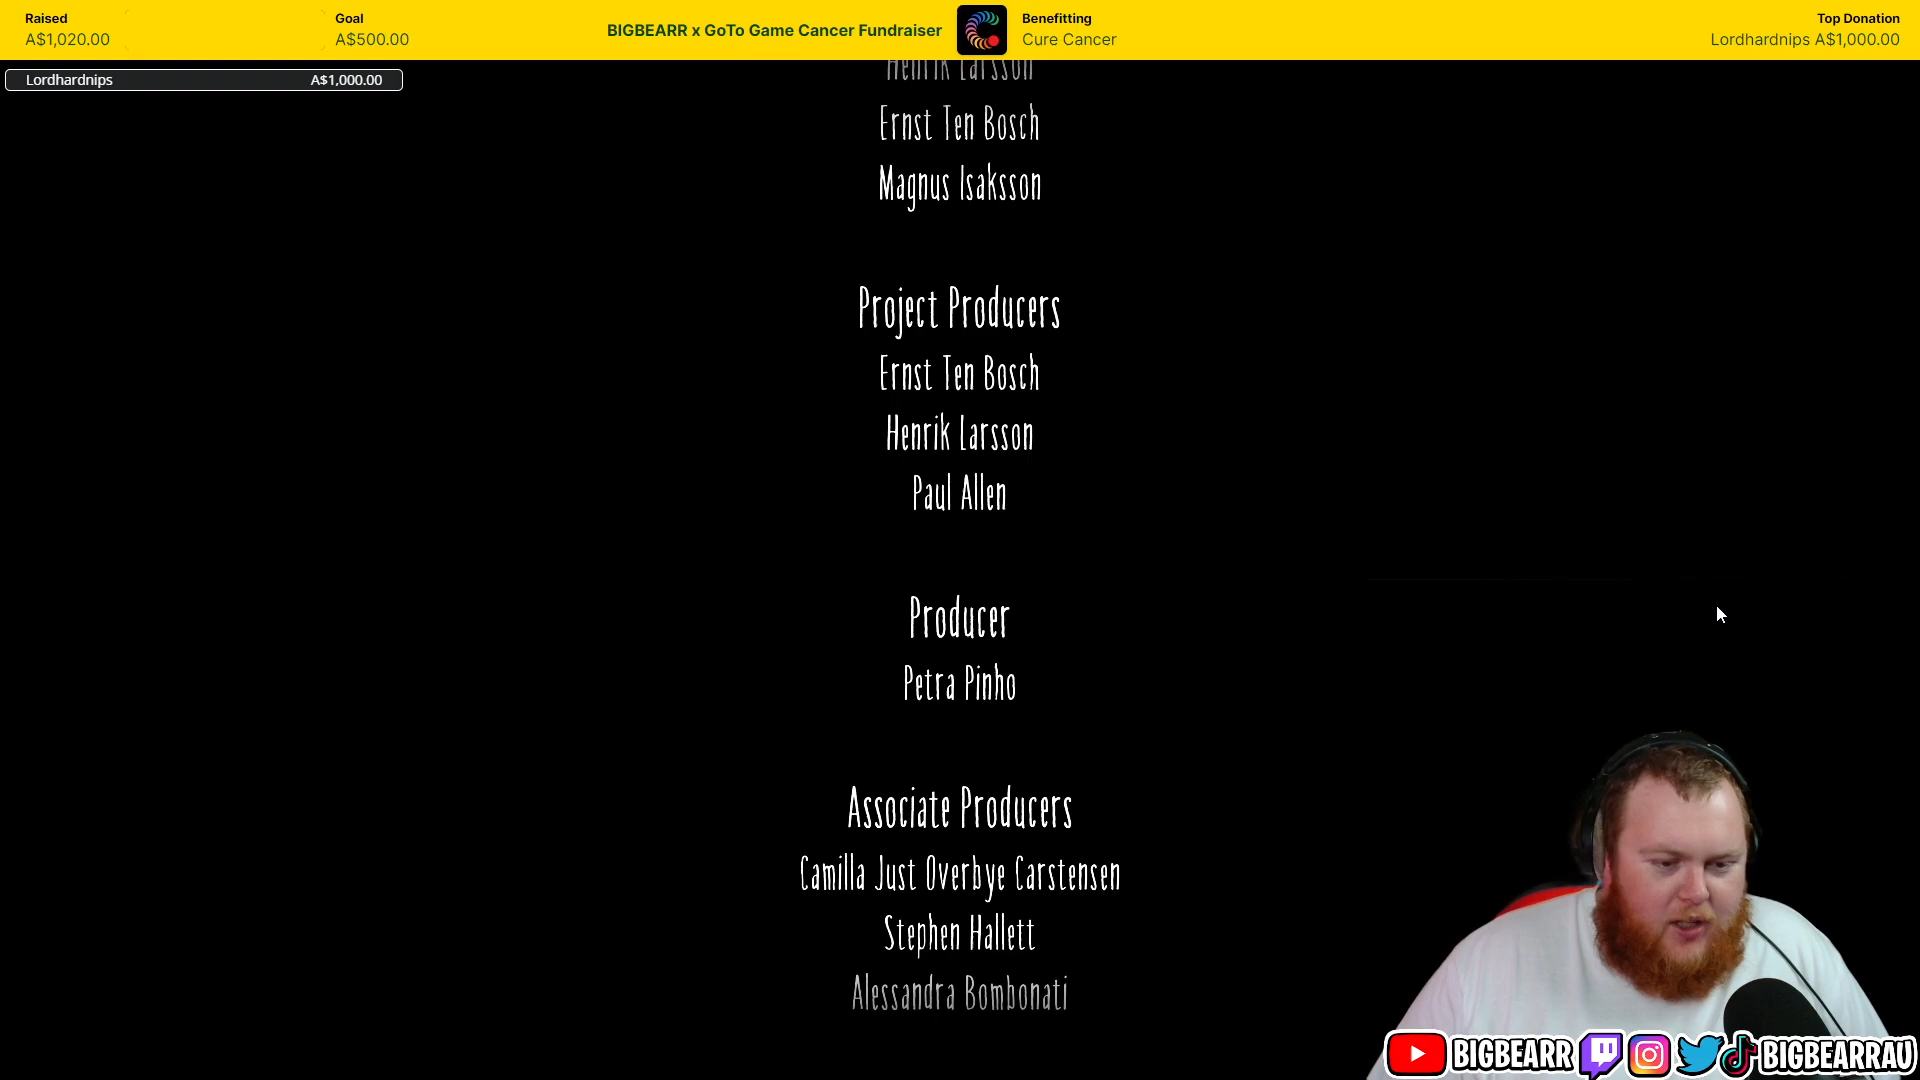 Raised
A$1,020.00
Goal
A$500.00
BIGBEARR x GoTo Game Cancer Fundraiser
Benefitting
Cure Cancer
Top Donation
Lordhardnips A$1,000.00
Lordhardnips A$1,000.00
Henrik Larsson
Ernst Ten Bosch
Magnus Isaksson
Project Producers
Ernst Ten Bosch
Henrik Larsson
Paul Allen
Producer
Petra Pinho
Associate Producers
Camilla Just Overbye Carstensen
Stephen Hallett
Alessandra Bombonati
BIGBEARR
BIGBEARRAU